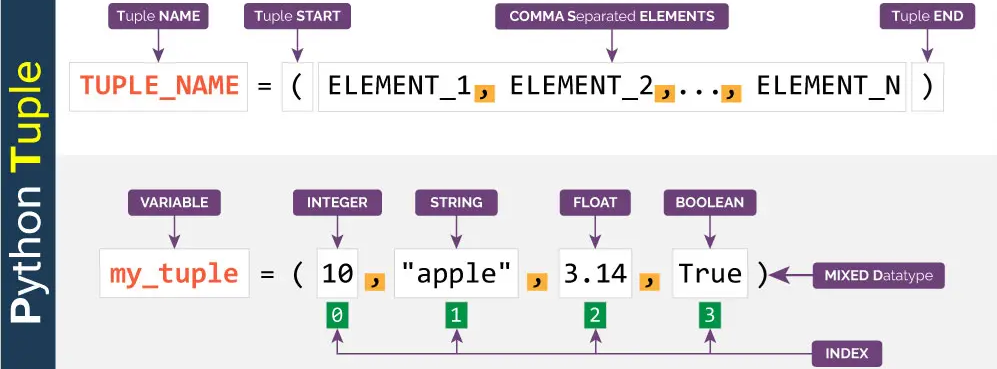 Python Tuple
Tuple NAME Tuple START COMMA Separated ELEMENTS Tuple END
TUPLE_NAME = ( ELEMENT_1, ELEMENT_2,..., ELEMENT_N )
VARIABLE INTEGER STRING FLOAT BOOLEAN
my_tuple = ( 10 , "apple" , 3.14 , True ) MIXED Datatype
0 1 2 3
INDEX